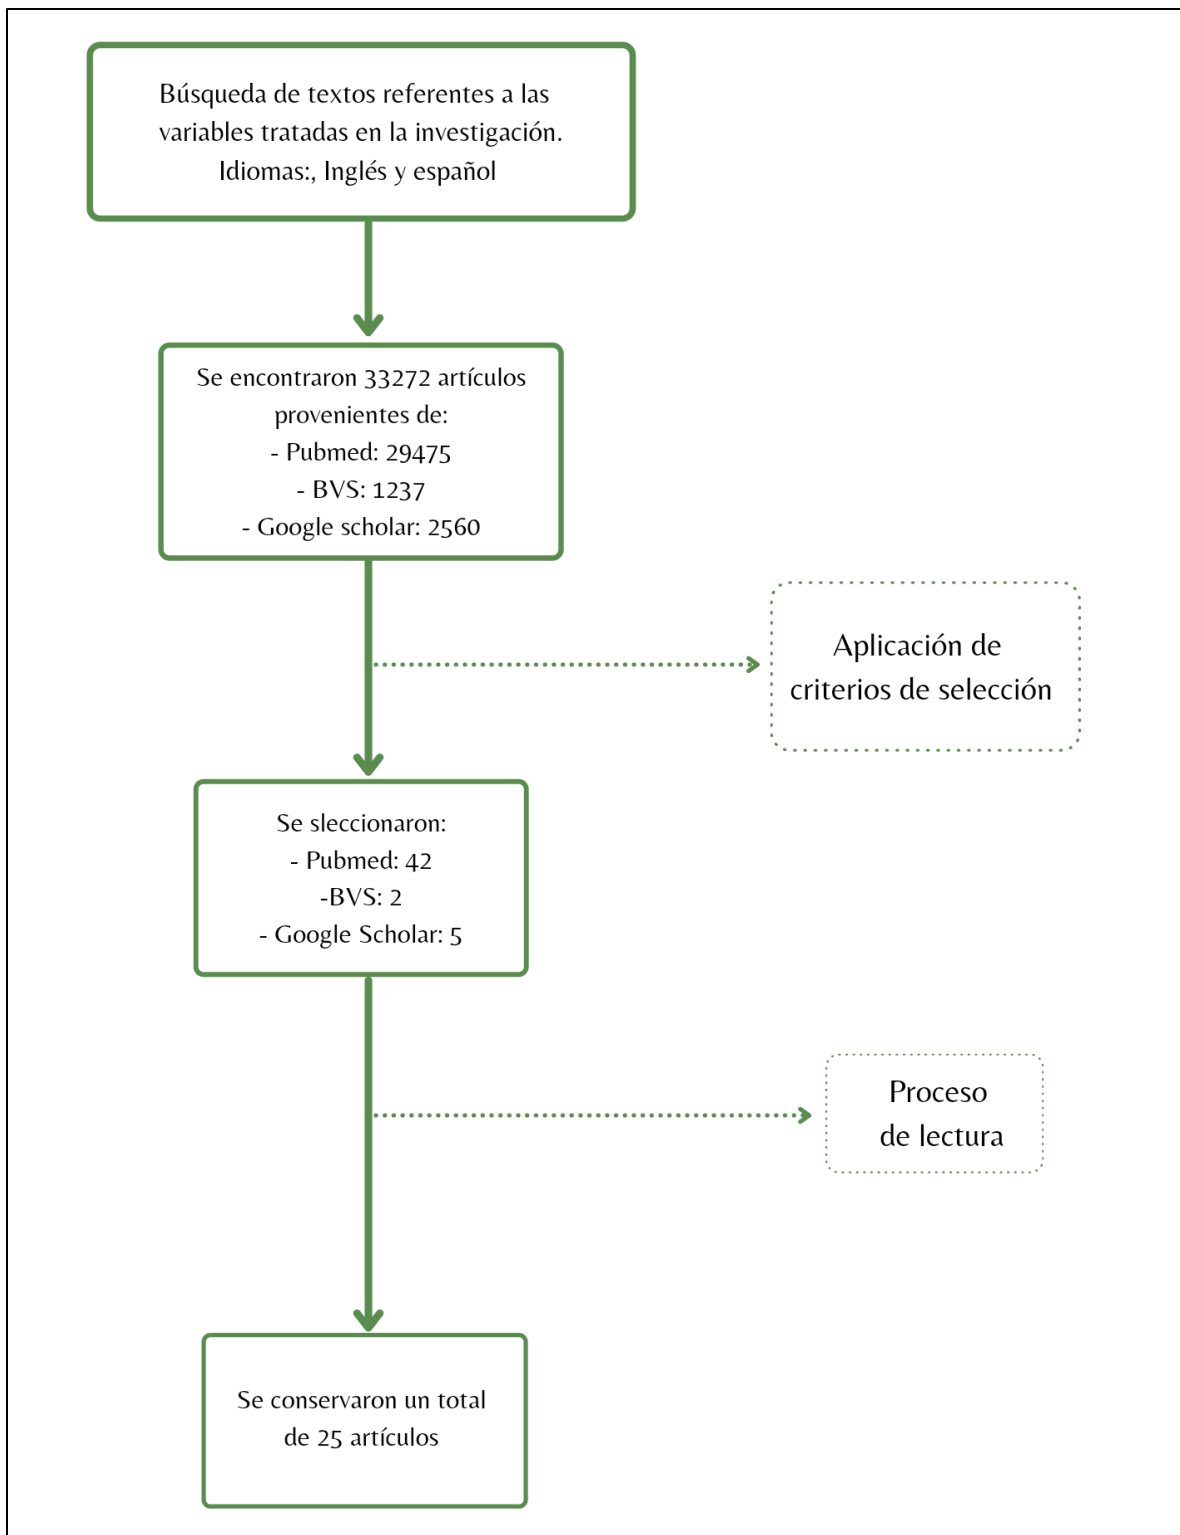 Búsqueda de textos referentes a las
variables tratadas en la investigación.
Idiomas:, Inglés y español
Se encontraron 33272 artículos
provenientes de:
- Pubmed: 29475
- BVS: 1237
- Google scholar: 2560
Aplicación de
criterios de selección
Se sleccionaron:
- Pubmed: 42
-BVS: 2
- Google Scholar: 5
Proceso
de lectura
Se conservaron un total
de 25 artículos